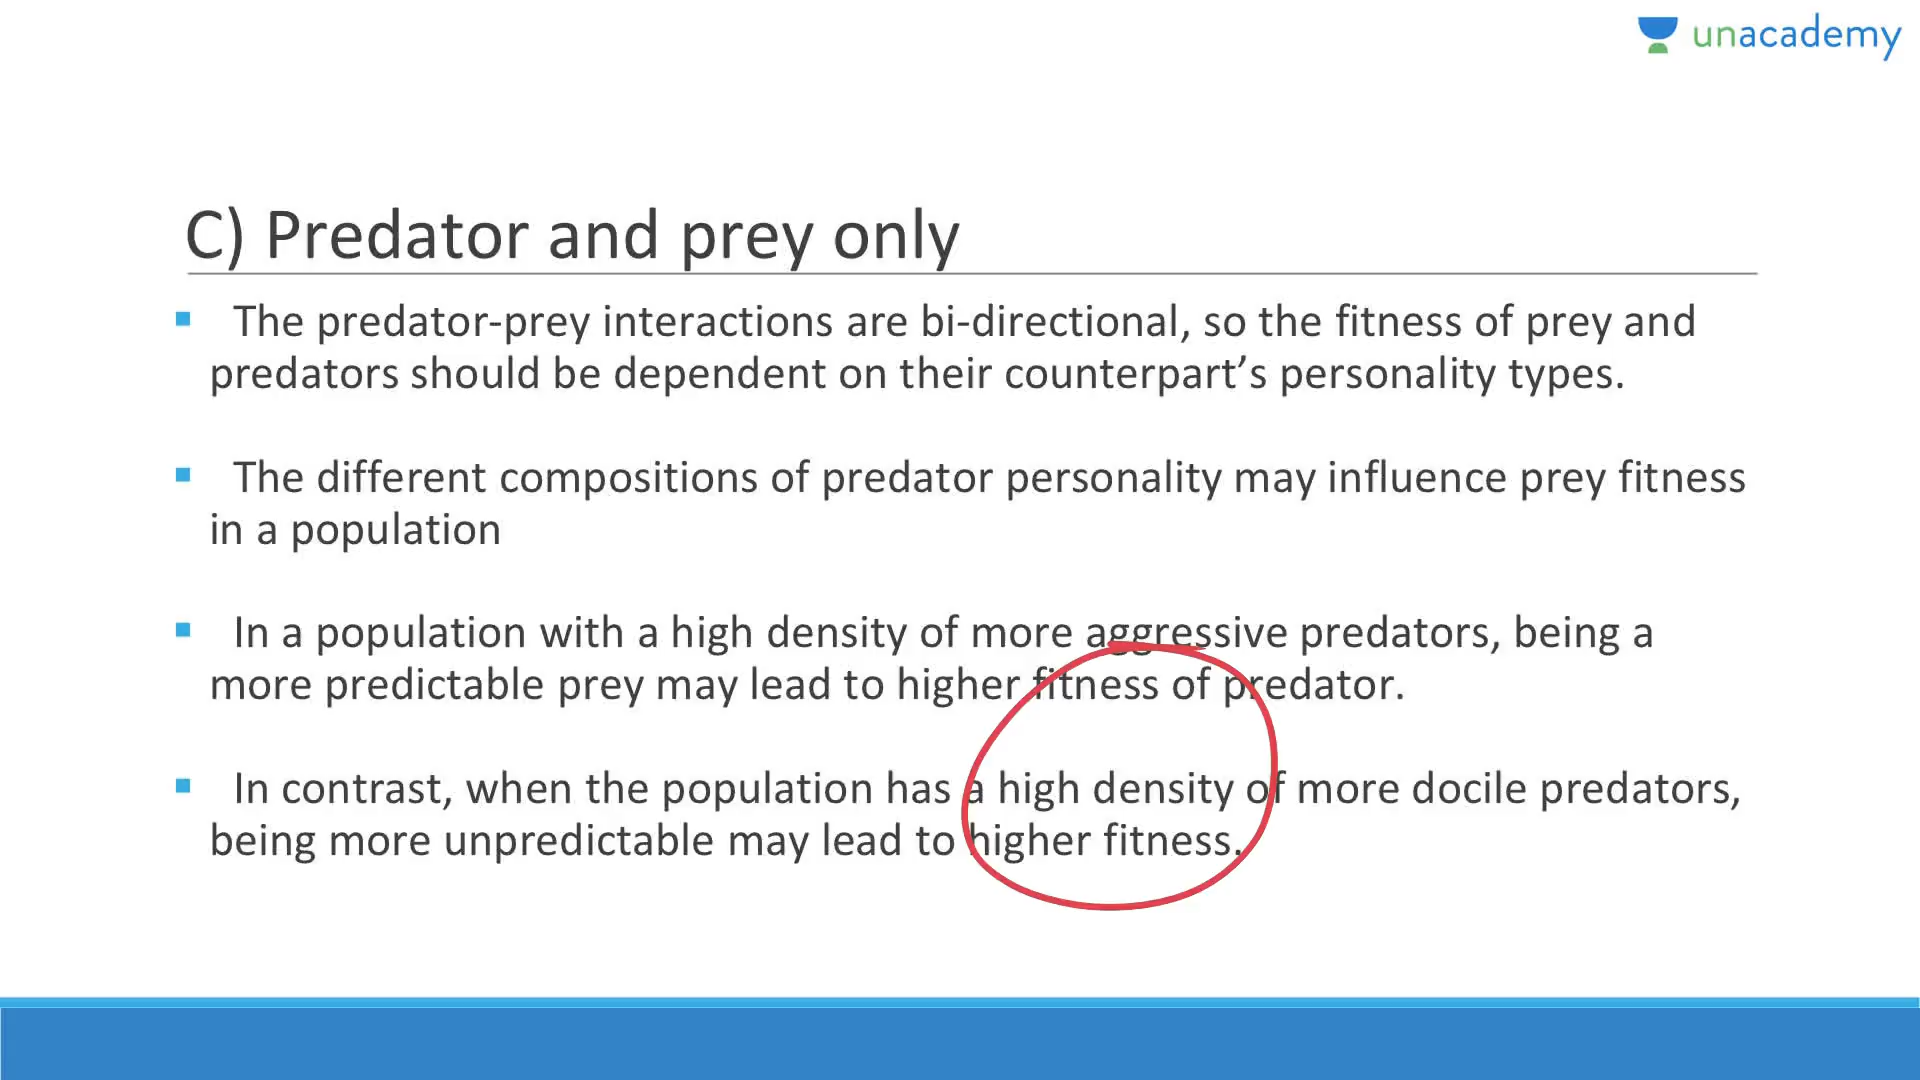 unacademy
C) Predator and prey only
The predator-prey interactions are bi-directional, so the fitness of prey and
predators should be dependent on their counterpart’s personality types.
The different compositions of predator personality may influence prey fitness
in a population
In a population with a high density of more aggressive predators, being a
more predictable prey may lead to higher fitness of predator.
In contrast, when the population has a high density of more docile predators,
being more unpredictable may lead to higher fitness.